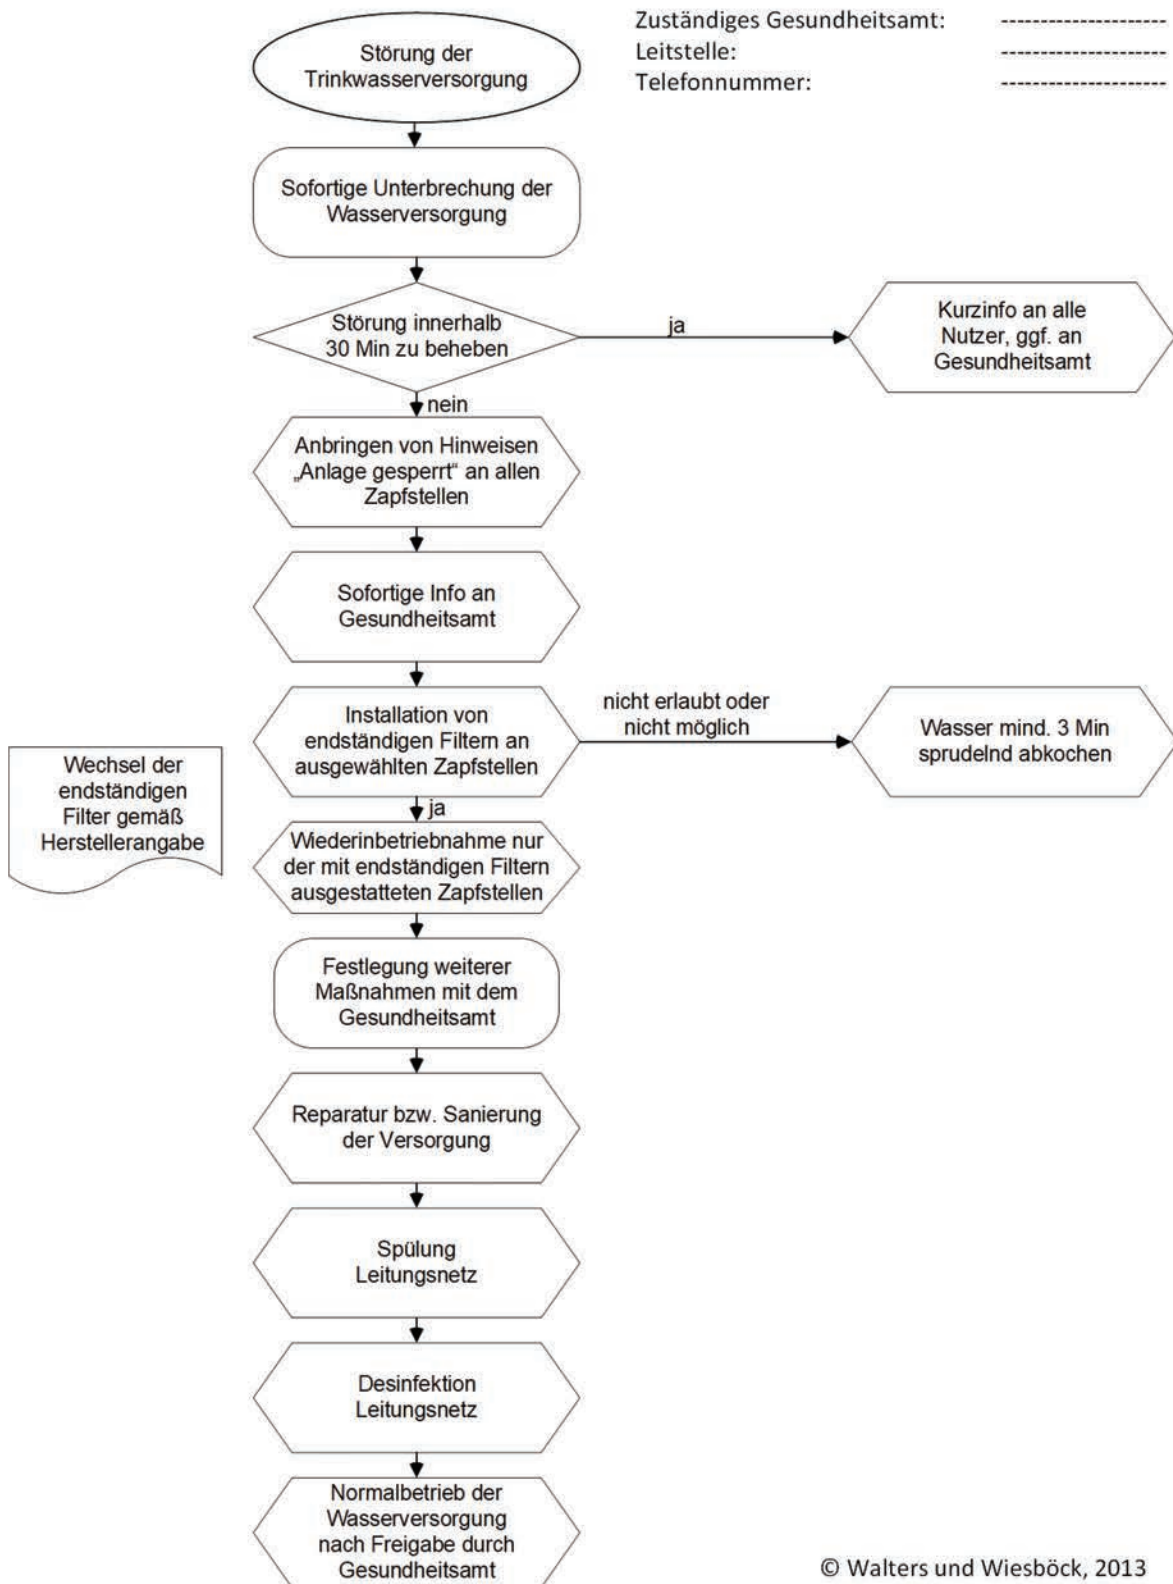 Zuständiges Gesundheitsamt: ---------------------
Leitstelle: ---------------------
Telefonnummer: ---------------------
Störung der
Trinkwasserversorgung
Sofortige Unterbrechung der
Wasserversorgung
Störung innerhalb
30 Min zu beheben
ja
Kurzinfo an alle
Nutzer, ggf. an
Gesundheitsamt
nein
Anbringen von Hinweisen
„Anlage gesperrt“ an allen
Zapfstellen
Sofortige Info an
Gesundheitsamt
Installation von
endständigen Filtern an
ausgewählten Zapfstellen
nicht erlaubt oder
nicht möglich
Wasser mind. 3 Min
sprudelnd abkochen
Wechsel der
endständigen
Filter gemäß
Herstellerangabe
ja
Wiederinbetriebnahme nur
der mit endständigen Filtern
ausgestatteten Zapfstellen
Festlegung weiterer
Maßnahmen mit dem
Gesundheitsamt
Reparatur bzw. Sanierung
der Versorgung
Spülung
Leitungsnetz
Desinfektion
Leitungsnetz
Normalbetrieb der
Wasserversorgung
nach Freigabe durch
Gesundheitsamt
© Walters und Wiesböck, 2013